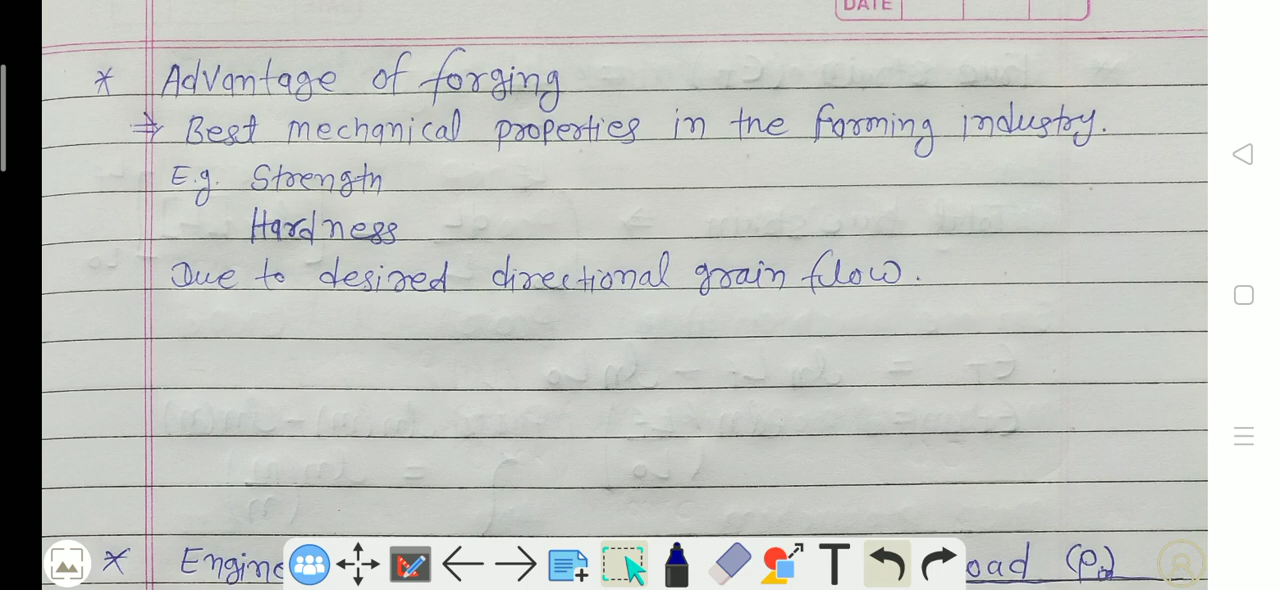 DATE
* Advantage of forging
⇒ Best mechanical properties in the forming industry.
E.g. Strength
Hardness
Due to desired directional grain flow.
* oad (P
T